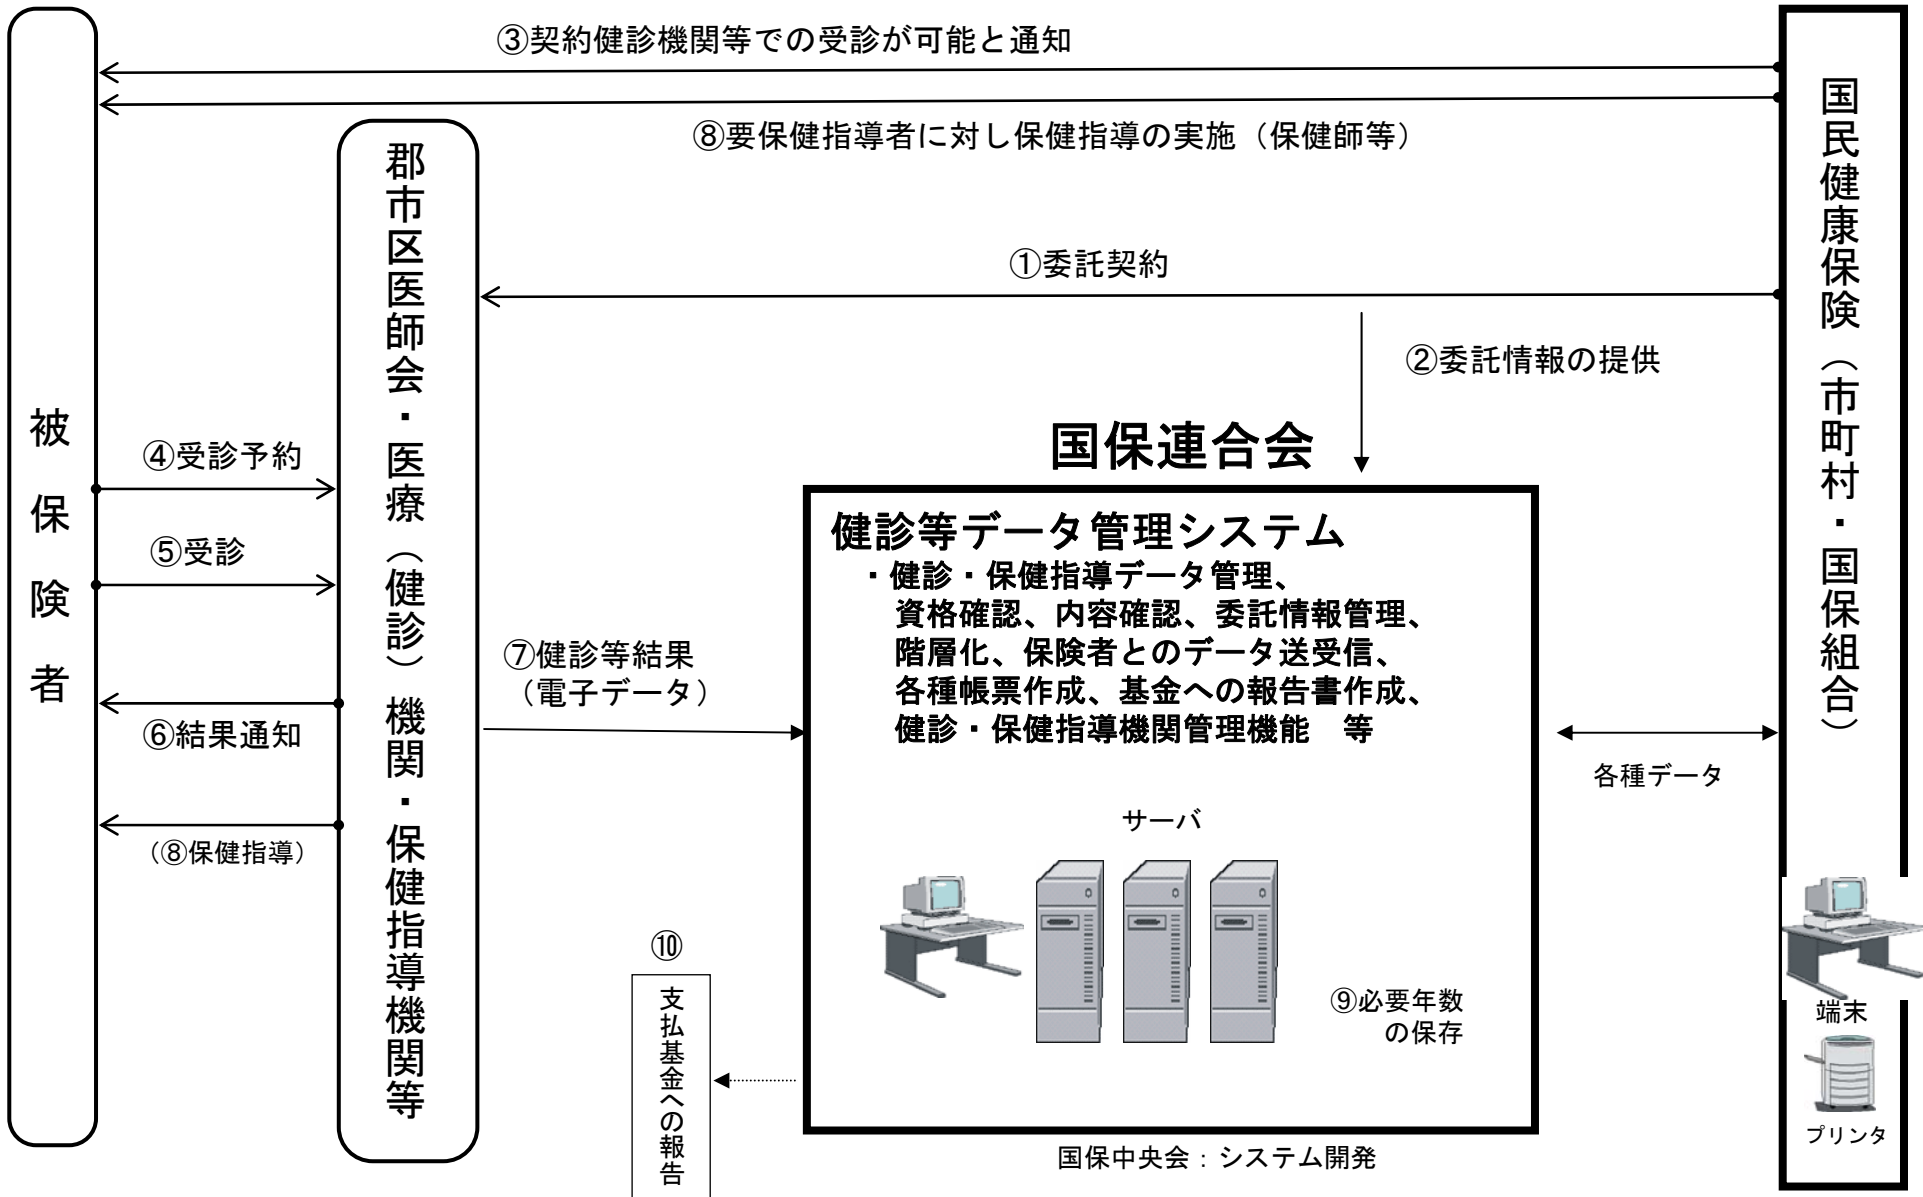 ③契約健診機関等での受診が可能と通知
⑧要保健指導者に対し保健指導の実施（保健師等）
①委託契約
②委託情報の提供
被保険者
郡市区医師会・医療（健診）機関・保健指導機関等
国民健康保険（市町村・国保組合）
④受診予約
⑤受診
⑥結果通知
（⑧保健指導）
⑦健診等結果
（電子データ）
国保連合会
健診等データ管理システム
・健診・保健指導データ管理、
資格確認、内容確認、委託情報管理、
階層化、保険者とのデータ送受信、
各種帳票作成、基金への報告書作成、
健診・保健指導機関管理機能　等
各種データ
サーバ
⑨必要年数
の保存
⑩
支払基金への報告
国保中央会：システム開発
端末
プリンタ